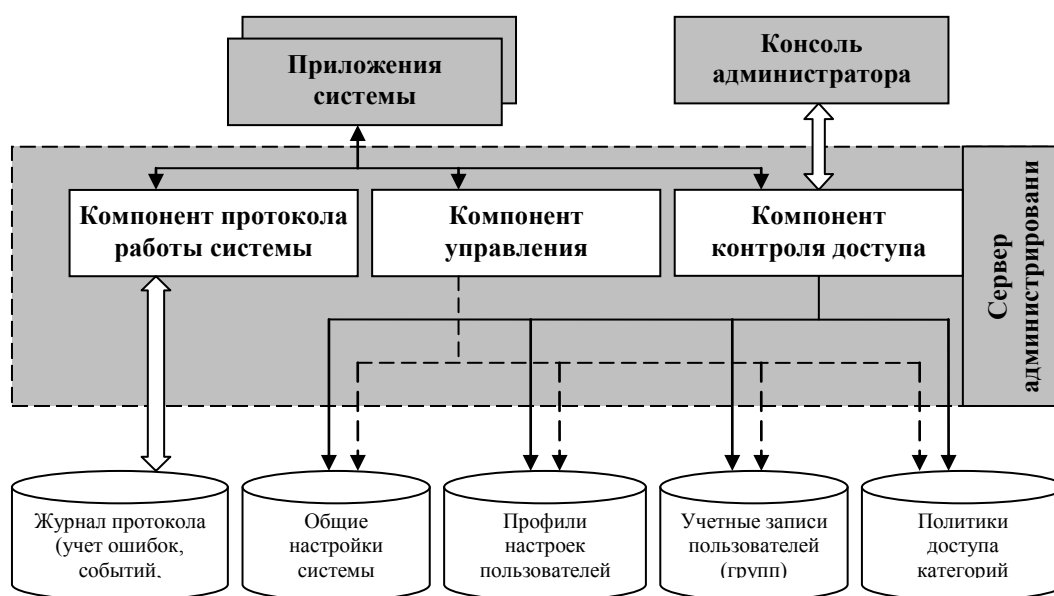 Приложения
системы
Консоль
администратора
Компонент протокола
работы системы
Компонент
управления
Компонент
контроля доступа
Сервер
администрировани
Журнал протокола
(учет ошибок,
событий,
Общие
настройки
системы
Профили
настроек
пользователей
Учетные записи
пользователей
(групп)
Политики
доступа
категорий